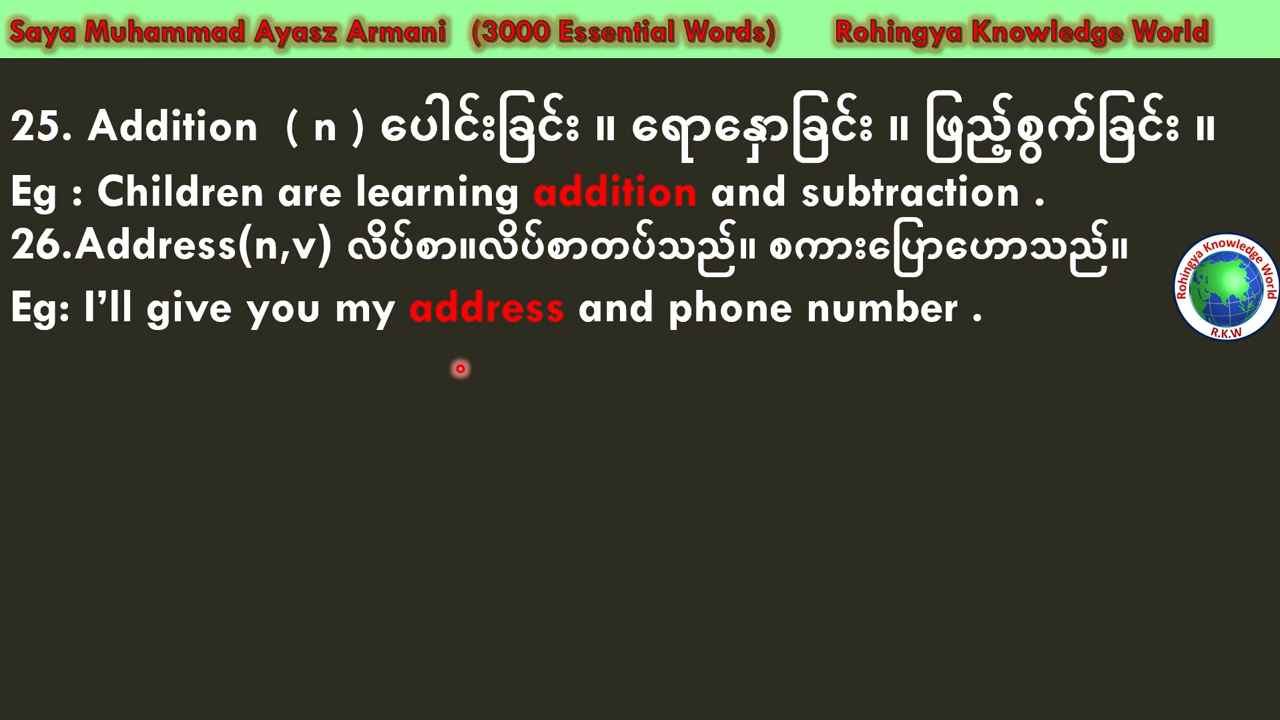 Saya Muhammad Ayasz Armani (3000 Essential Words) Rohingya Knowledge World
25. Addition ( n ) ပေါင်းခြင်း ။ ရောနှောခြင်း ။ ဖြည့်စွက်ခြင်း ။
Eg : Children are learning addition and subtraction .
26.Address(n,v) လိပ်စာ။လိပ်စာတပ်သည်။ စကားပြောဟောသည်။
Eg: I’ll give you my address and phone number .
Rohingya Knowledge World
R.K.W